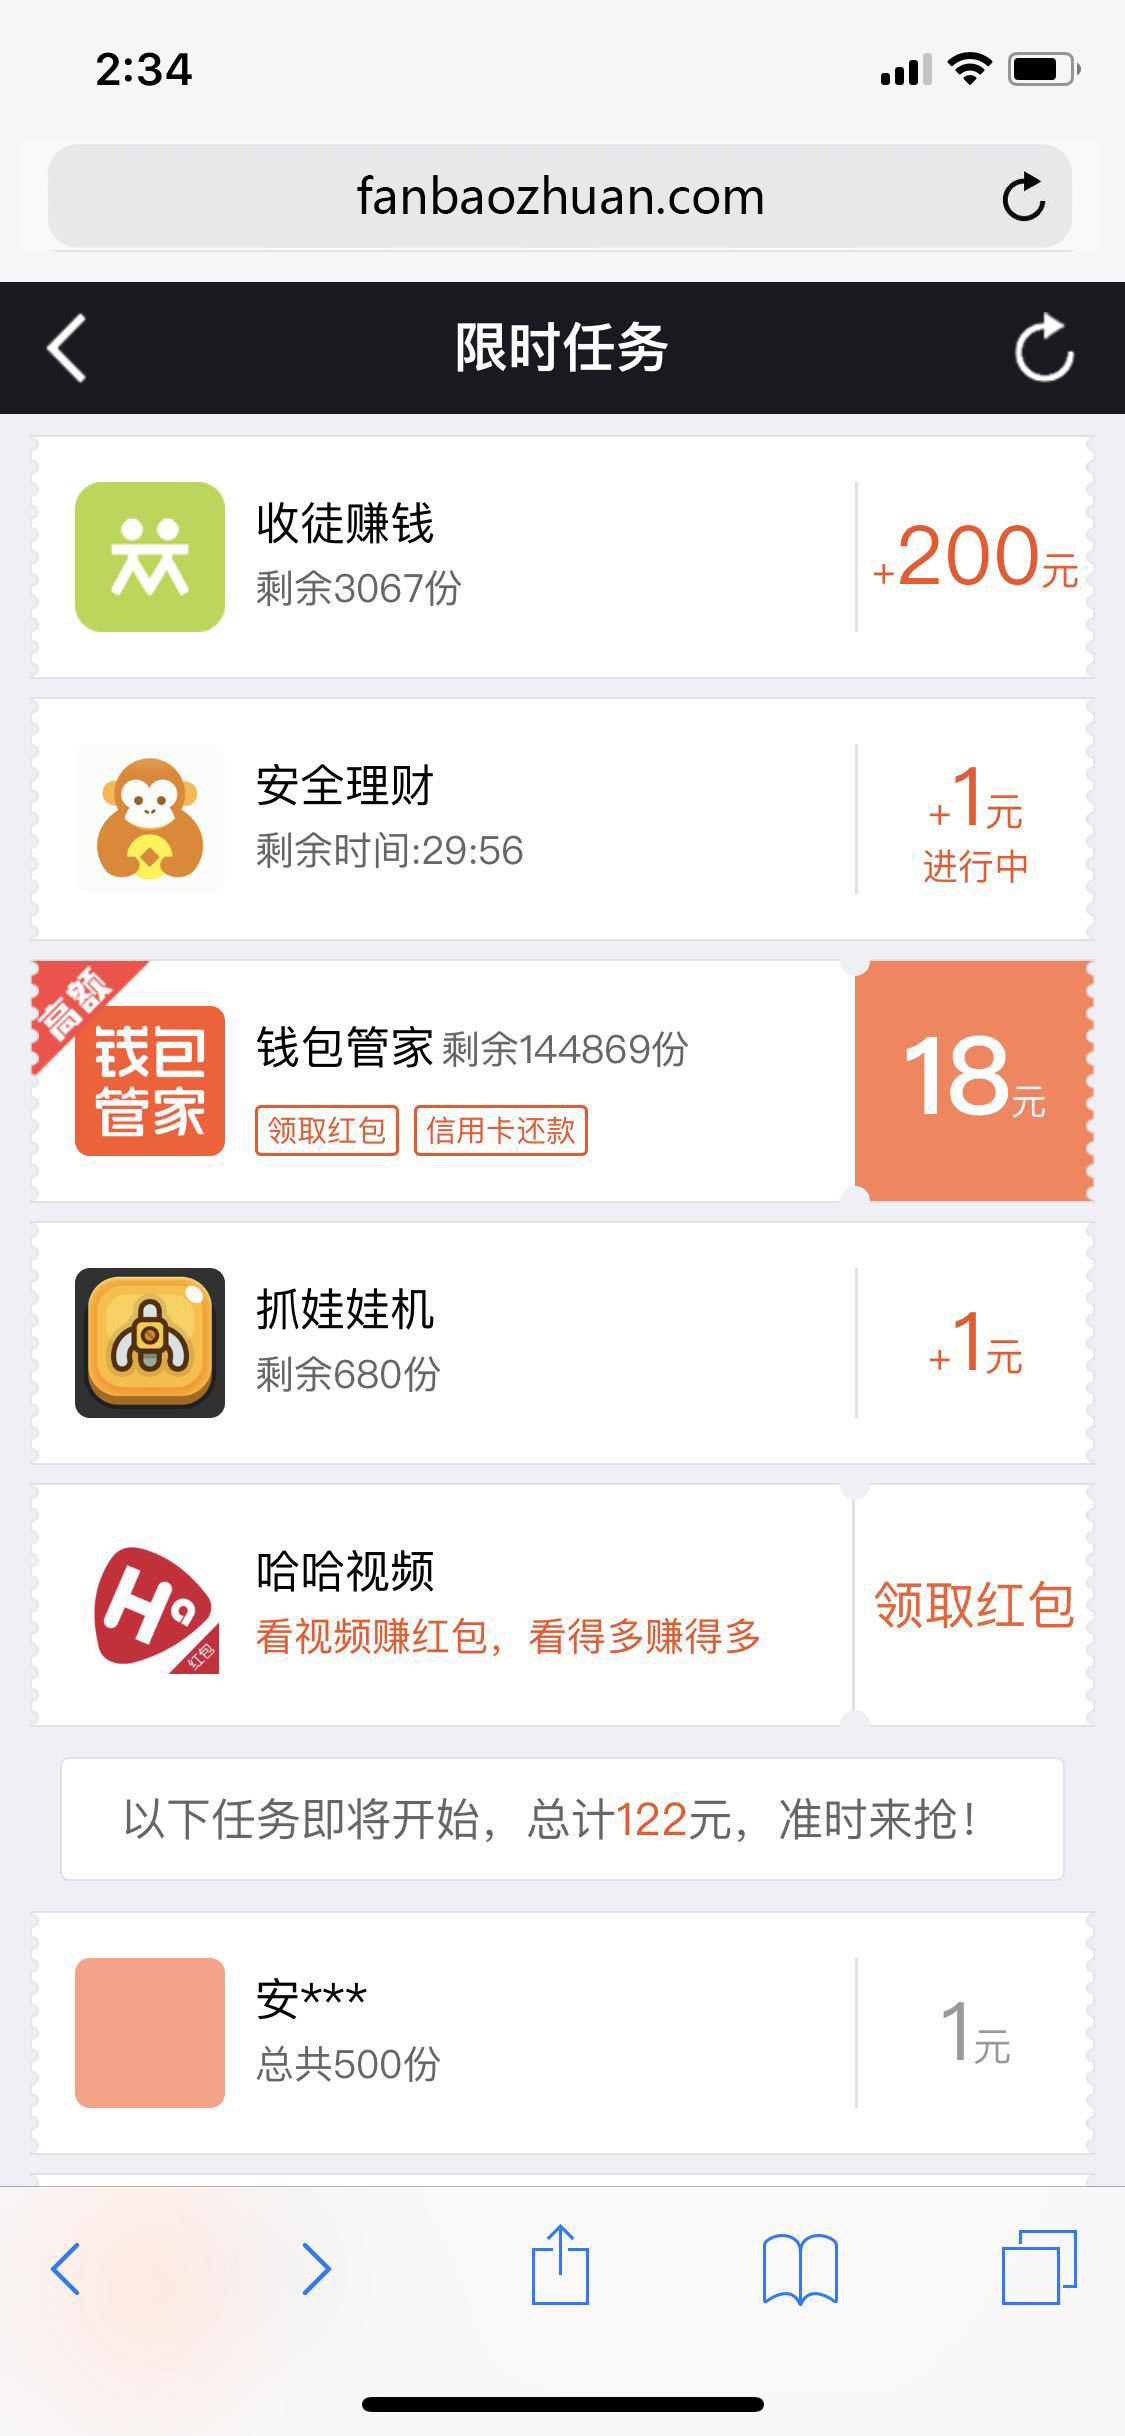 2:34
fanbaozhuan.com
限时任务
收徒赚钱
剩余3067份
+200元
安全理财
剩余时间:29:56
+1元
进行中
高额
钱包
管家
钱包管家 剩余144869份
领取红包 信用卡还款
18元
抓娃娃机
剩余680份
+1元
Ha
红包
哈哈视频
看视频赚红包，看得多赚得多
领取红包
以下任务即将开始，总计122元，准时来抢！
安***
总共500份
1元